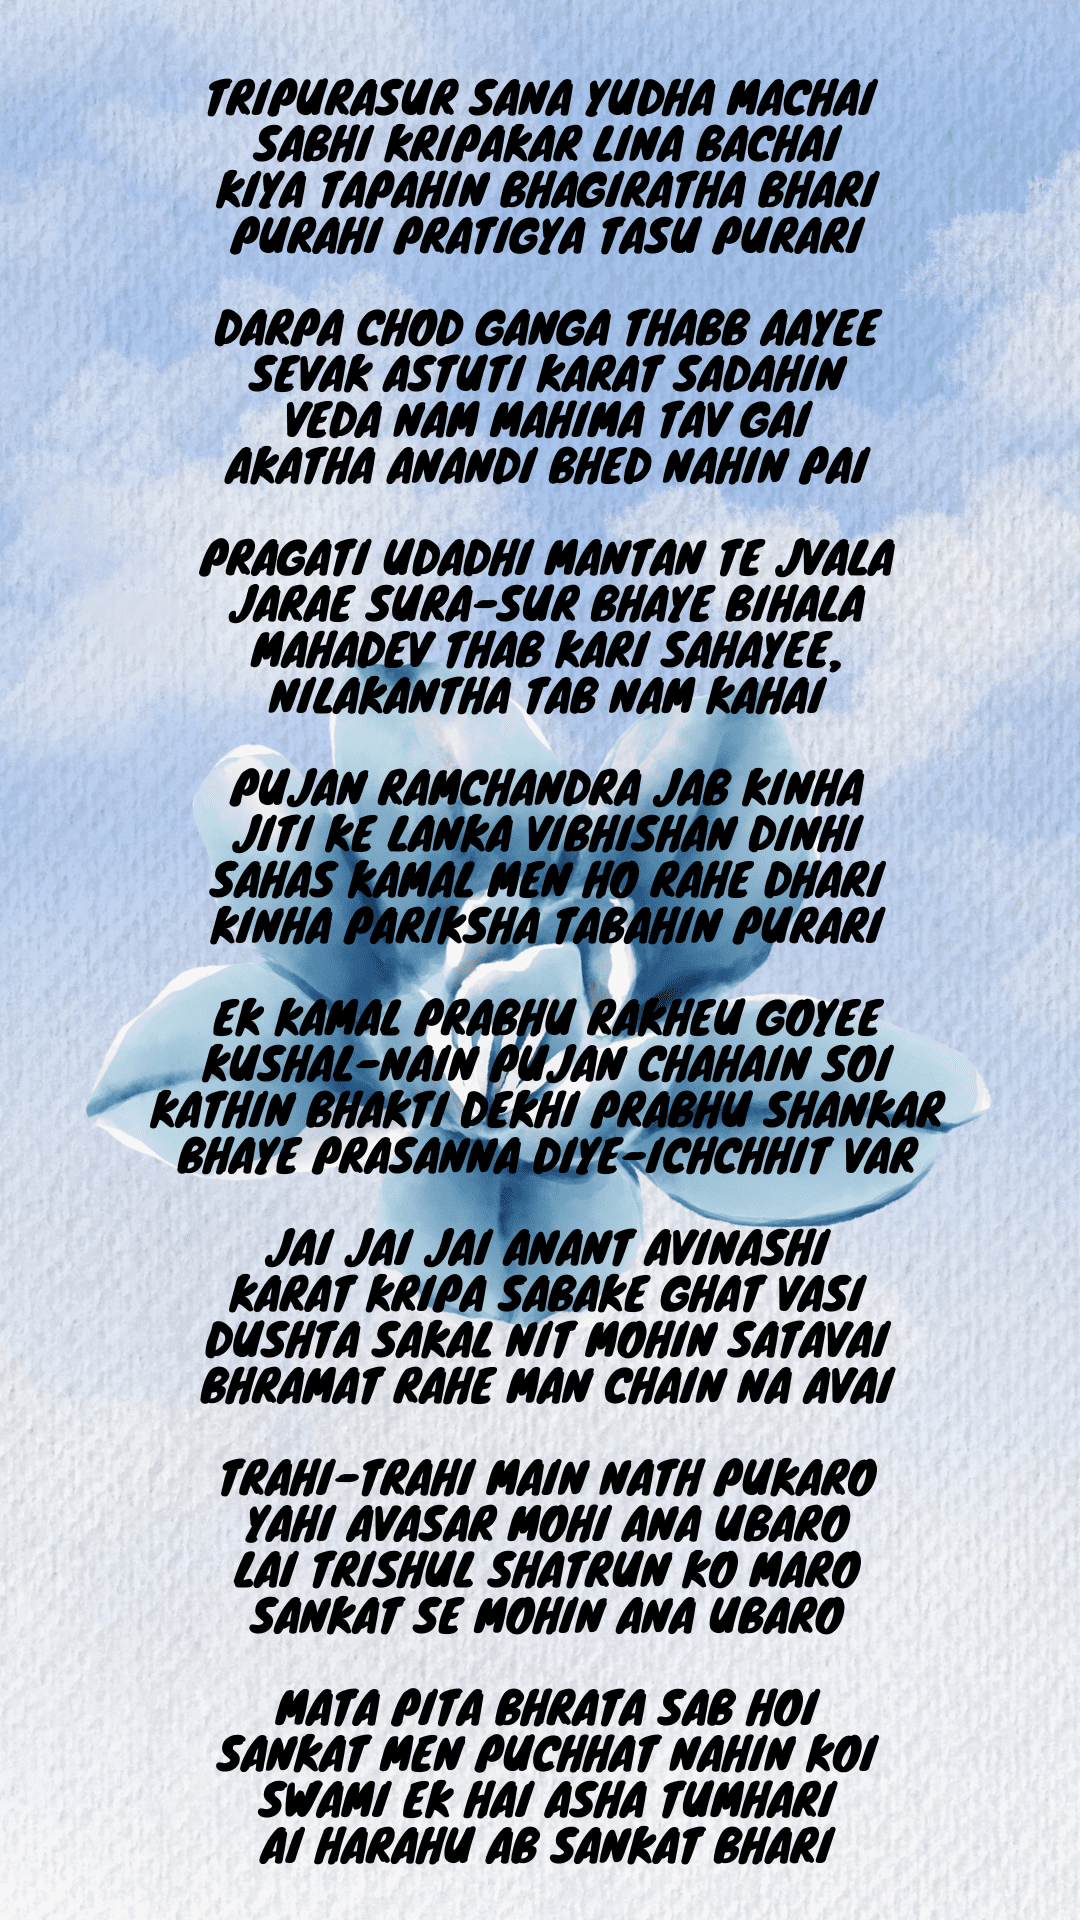 TRIPURASUR SANA YUDHA MACHAI
SABHI KRIPAKAR LINA BACHAI
KIYA TAPAHIN BHAGIRATHA BHARI
PURAHI PRATIGYA TASU PURARI
DARPA CHOD GANGA THABB AAYEE
SEVAK ASTUTI KARAT SADAHIN
VEDA NAM MAHIMA TAV GAI
AKATHA ANANDI BHED NAHIN PAI
PRAGATI UDADHI MANTAN TE JVALA
JARAE SURA-SUR BHAYE BIHALA
MAHADEV THAB KARI SAHAYEE,
NILAKANTHA TAB NAM KAHAI
PUJAN RAMCHANDRA JAB KINHA
JITI KE LANKA VIBHISHAN DINHI
SAHAS KAMAL MEN HO RAHE DHARI
KINHA PARIKSHA TABAHIN PURARI
EK KAMAL PRABHU RAKHEU GOYEE
KUSHAL-NAIN PUJAN CHAHAIN SOI
KATHIN BHAKTI DEKHI PRABHU SHANKAR
BHAYE PRASANNA DIYE-ICHCHHIT VAR
JAI JAI JAI ANANT AVINASHI
KARAT KRIPA SABAKE GHAT VASI
DUSHTA SAKAL NIT MOHIN SATAVAI
BHRAMAT RAHE MAN CHAIN NA AVAI
TRAHI-TRAHI MAIN NATH PUKARO
YAHI AVASAR MOHI ANA UBARO
LAI TRISHUL SHATRUN KO MARO
SANKAT SE MOHIN ANA UBARO
MATA PITA BHRATA SAB HOI
SANKAT MEN PUCHHAT NAHIN KOI
SWAMI EK HAI ASHA TUMHARI
AI HARAHU AB SANKAT BHARI